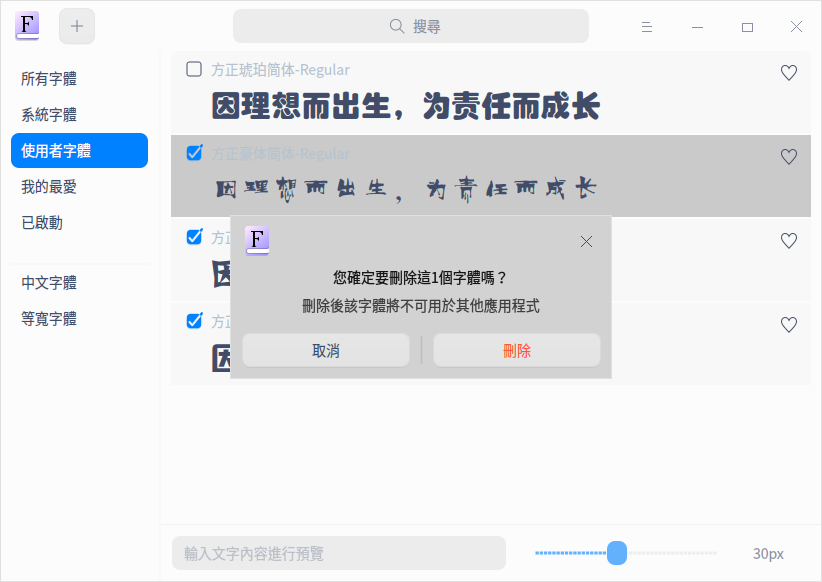 F
搜尋
所有字體
系統字體
使用者字體
我的最愛
已啟動
中文字體
等寬字體
方正琥珀简体-Regular
因理想而出生，为责任而成长
方正豪体简体-Regular
因理想而出生，为责任而成长
方正
因
方正
因
F
您確定要刪除這1個字體嗎？
刪除後該字體將不可用於其他應用程式
取消
刪除
輸入文字內容進行預覽
30px